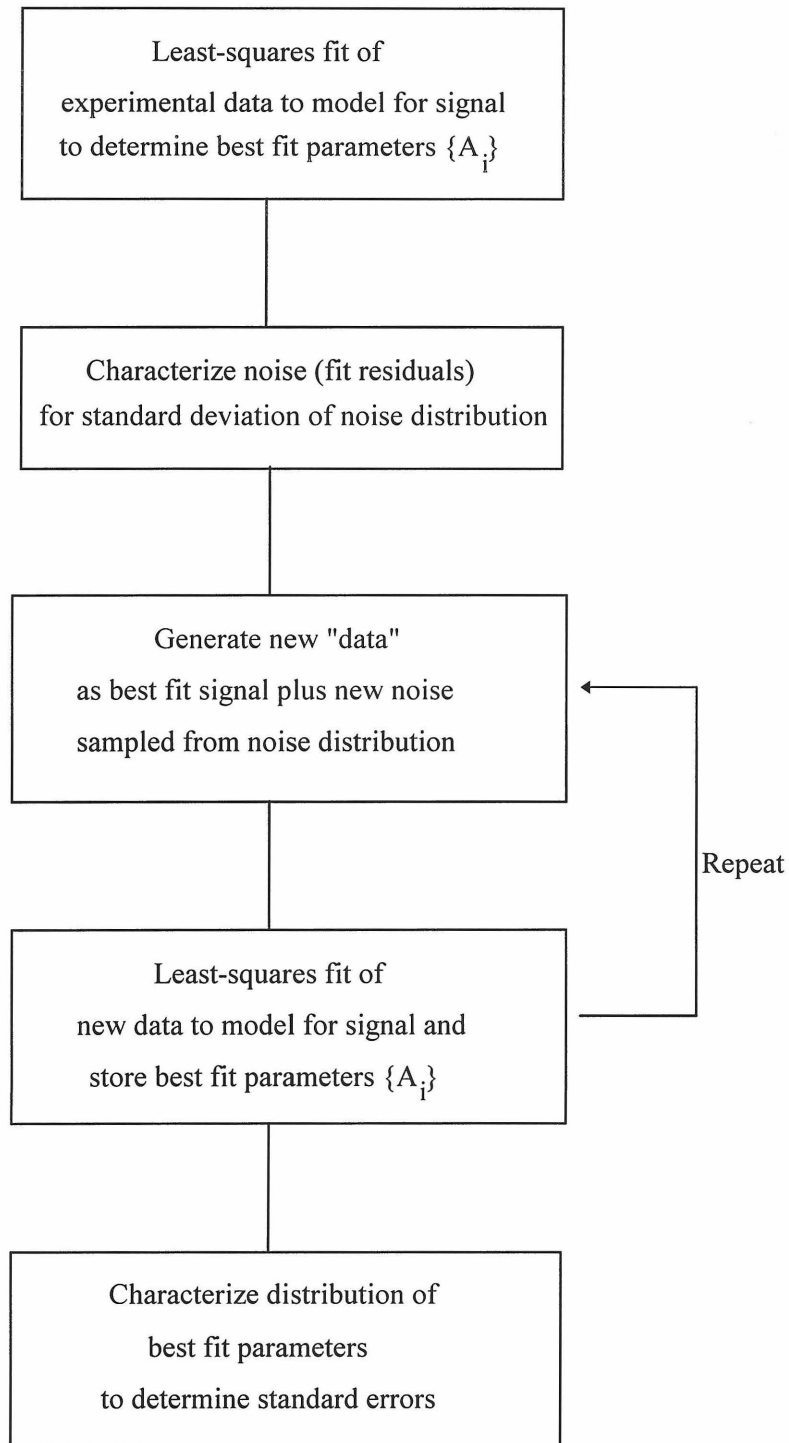 Least-squares fit of
experimental data to model for signal
to determine best fit parameters {A_i}
Characterize noise (fit residuals)
for standard deviation of noise distribution
Generate new "data"
as best fit signal plus new noise
sampled from noise distribution
Repeat
Least-squares fit of
new data to model for signal and
store best fit parameters {A_i}
Characterize distribution of
best fit parameters
to determine standard errors